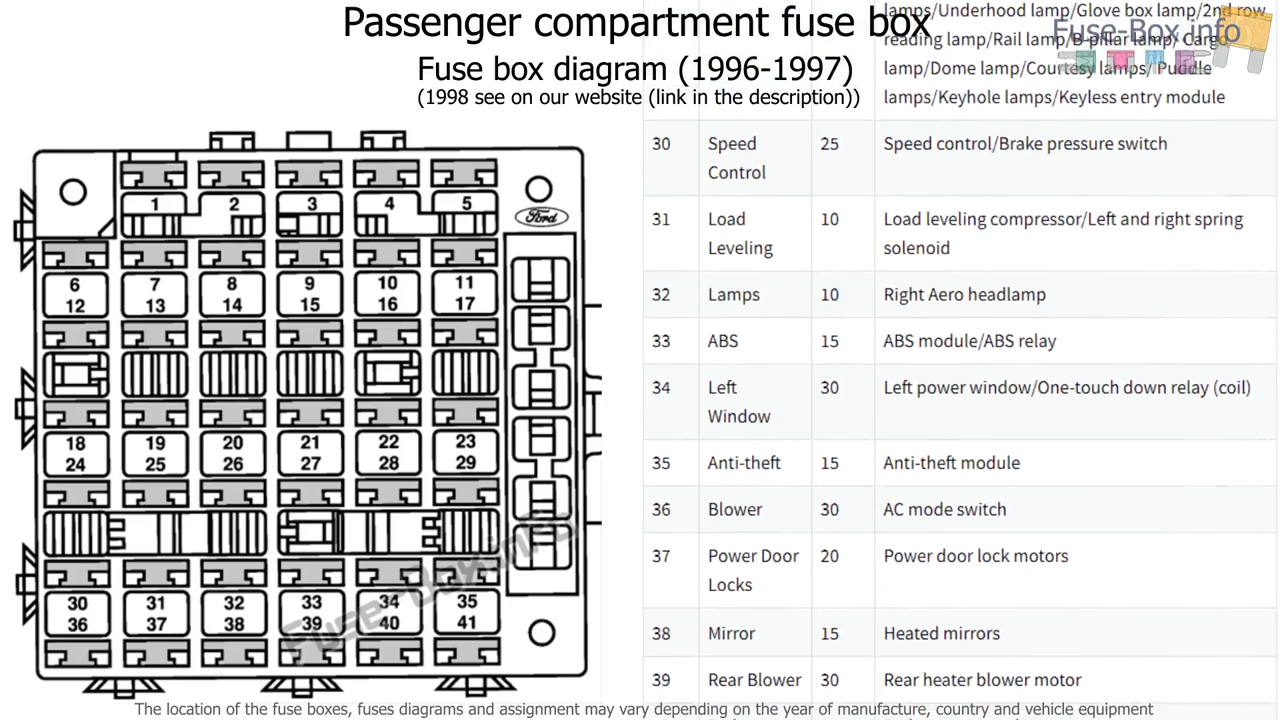 Passenger compartment fuse box
Fuse box diagram (1996-1997)
(1998 see on our website (link in the description))
Fuse-Box.info
1 2 3 4 5
Ford
6 7 8 9 10 11
12 13 14 15 16 17
18 19 20 21 22 23
24 25 26 27 28 29
30 31 32 33 34 35
36 37 38 39 40 41
Fuse-Box.info
lamps/Underhood lamp/Glove box lamp/2nd row
reading lamp/Rail lamp/B-pillar lamp/ Cargo
lamp/Dome lamp/Courtesy lamps/ Puddle
lamps/Keyhole lamps/Keyless entry module
30 Speed 25 Speed control/Brake pressure switch
Control
31 Load 10 Load leveling compressor/Left and right spring
Leveling solenoid
32 Lamps 10 Right Aero headlamp
33 ABS 15 ABS module/ABS relay
34 Left 30 Left power window/One-touch down relay (coil)
Window
35 Anti-theft 15 Anti-theft module
36 Blower 30 AC mode switch
37 Power Door 20 Power door lock motors
Locks
38 Mirror 15 Heated mirrors
39 Rear Blower 30 Rear heater blower motor
The location of the fuse boxes, fuses diagrams and assignment may vary depending on the year of manufacture, country and vehicle equipment